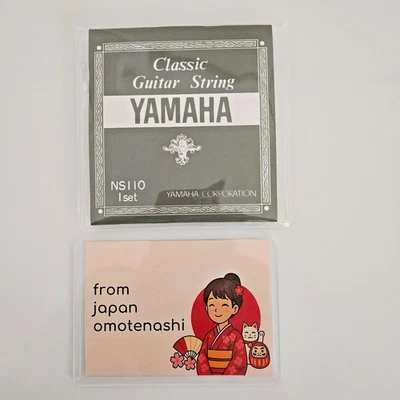 Classic
Guitar String
YAMAHA
NS110
1set
YAMAHA CORPORATION
from
japan
omotenashi